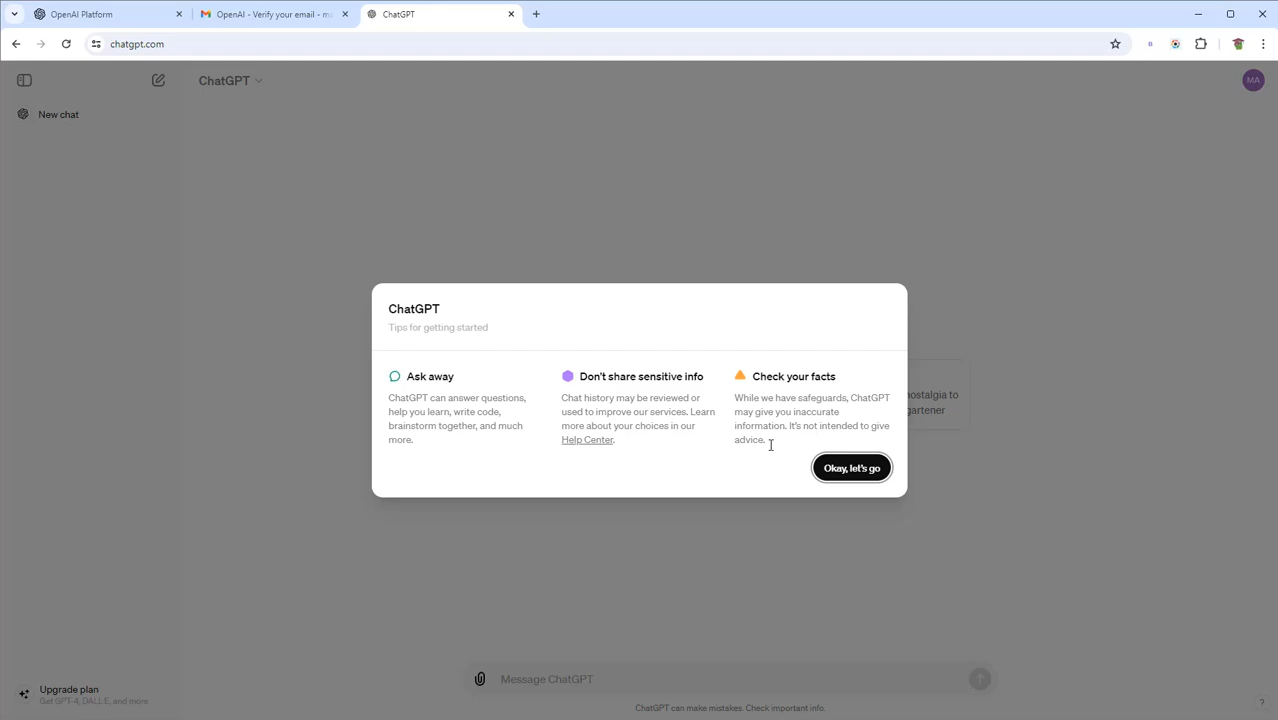 OpenAI Platform
OpenAI - Verify your email - m
ChatGPT
chatgpt.com
ChatGPT
MA
New chat
ChatGPT
Tips for getting started
Ask away
ChatGPT can answer questions,
help you learn, write code,
brainstorm together, and much
more.
Don't share sensitive info
Chat history may be reviewed or
used to improve our services. Learn
more about your choices in our
Help Center.
Check your facts
While we have safeguards, ChatGPT
may give you inaccurate
information. It's not intended to give
advice.
nostalgia to
gartener
Okay, let's go
Upgrade plan
Get GPT-4, DALL·E, and more
Message ChatGPT
ChatGPT can make mistakes. Check important info.
?